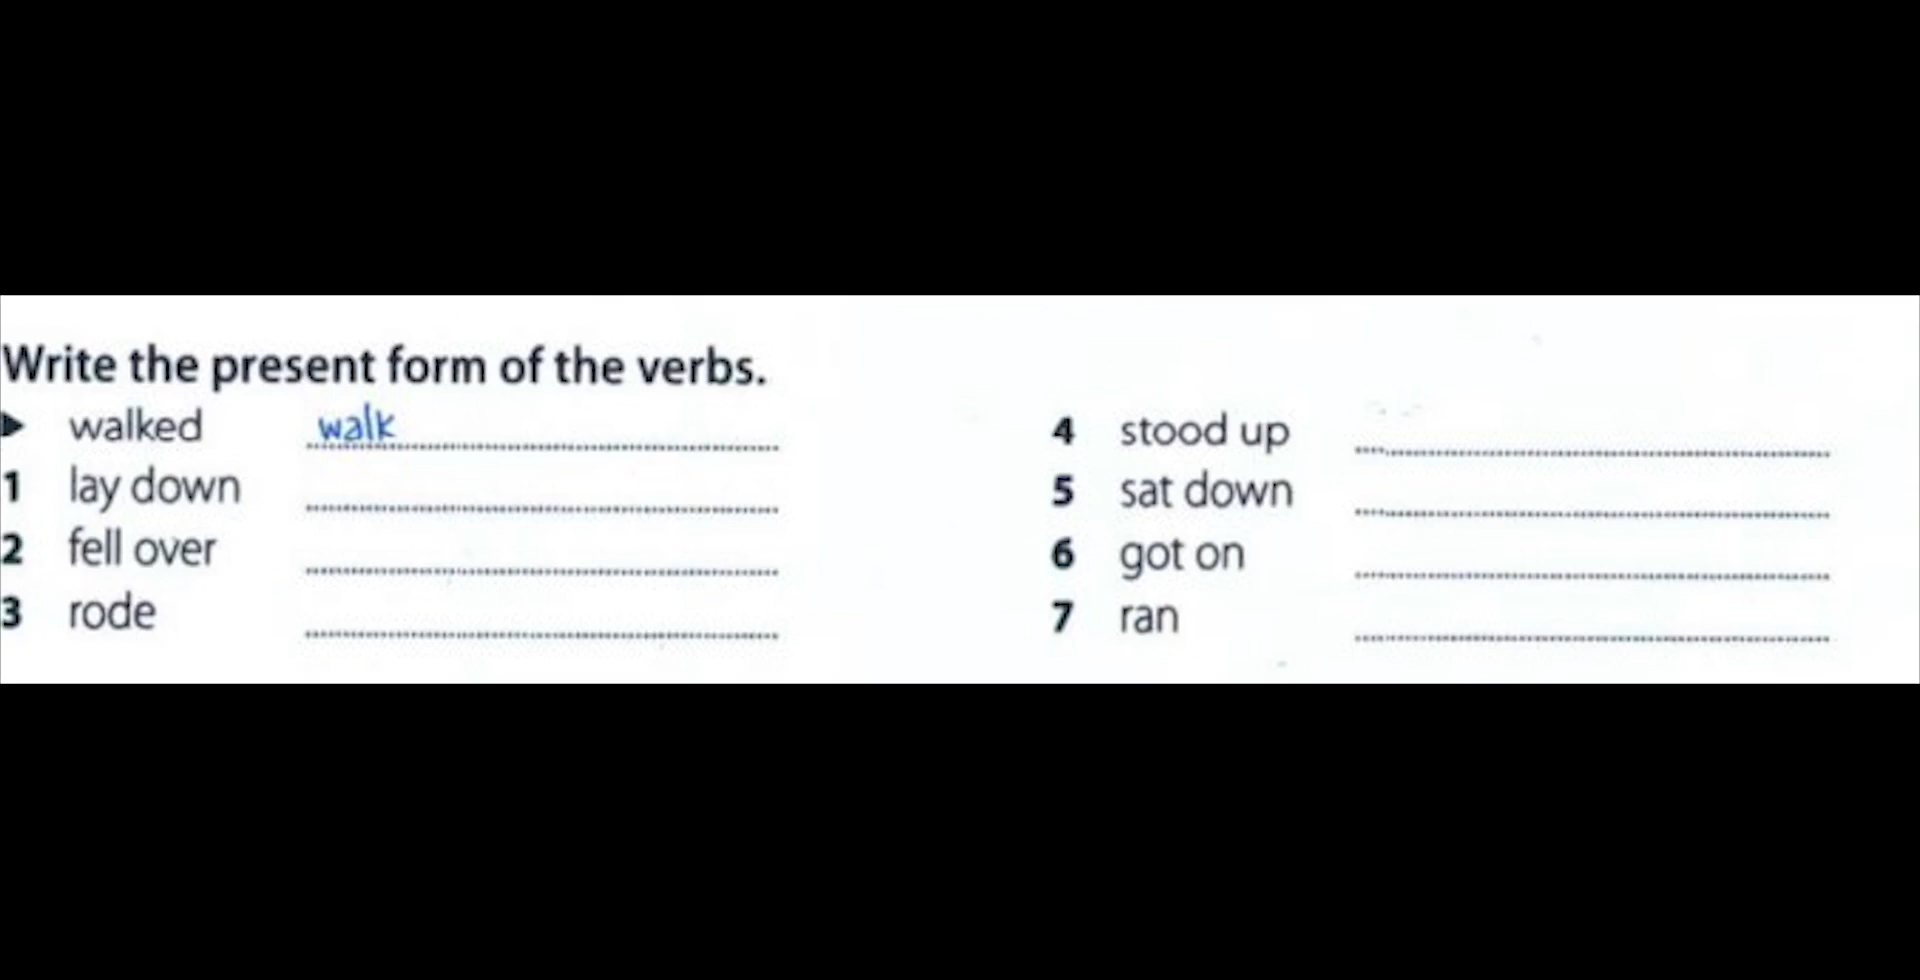 Write the present form of the verbs.
▶ walked walk
1 lay down
2 fell over
3 rode
4 stood up
5 sat down
6 got on
7 ran